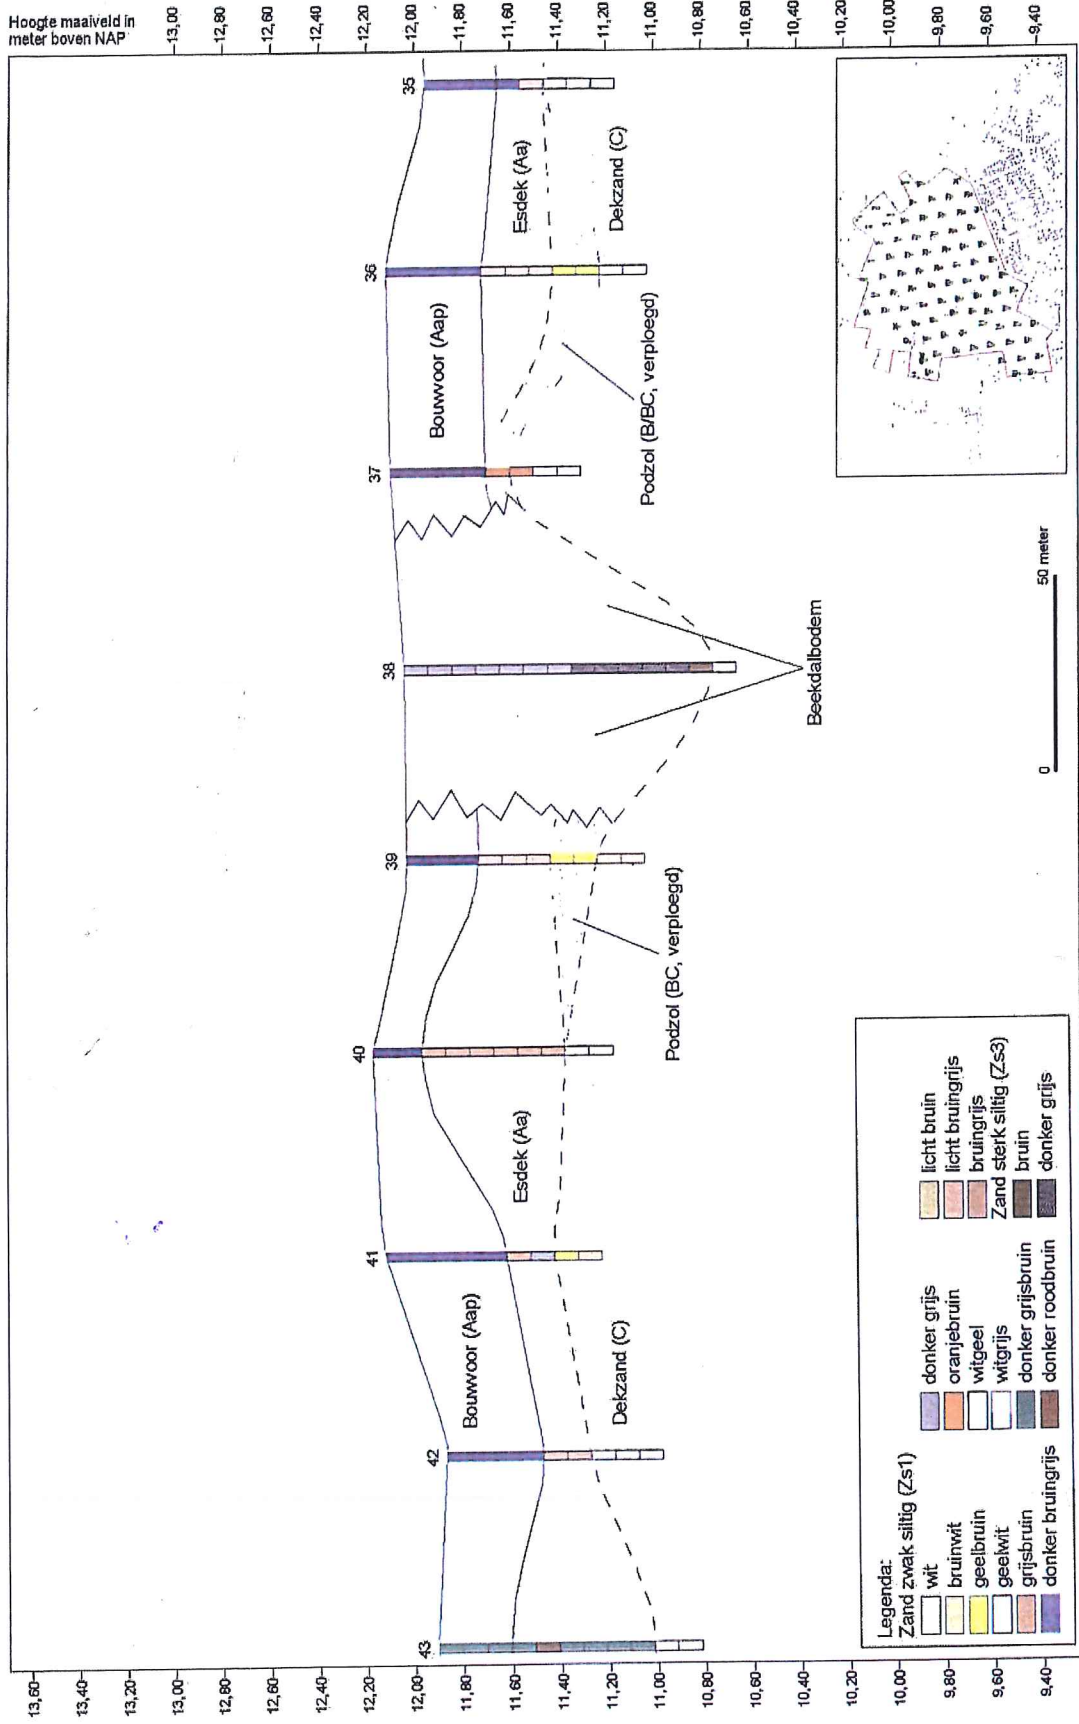 Hoogte maaiveld in
meter boven NAP
13,00
12,80
12,60
12,40
12,20
12,00
11,80
11,60
11,40
11,20
11,00
10,80
10,60
10,40
10,20
10,00
9,80
9,60
9,40
35
36
37
38
39
40
41
42
43
Bouwvoor (Aap)
Esdek (Aa)
Dekzand (C)
Podzol (B/BC, verploegd)
Beekdalbodem
Podzol (BC, verploegd)
Esdek (Aa)
Bouwvoor (Aap)
Dekzand (C)
0
50 meter
13,60
13,40
13,20
13,00
12,80
12,60
12,40
12,20
12,00
11,80
11,60
11,40
11,20
11,00
10,80
10,60
10,40
10,20
10,00
9,80
9,60
9,40
Legenda:
Zand zwak siltig (Zs1)
wit
bruinwit
geelbruin
geelwit
grijsbruin
donker bruingrijs
donker grijs
oranjebruin
witgeel
witgrijs
donker grijsbruin
donker roodbruin
licht bruin
licht bruingrijs
bruingrijs
Zand sterk siltig (Zs3)
bruin
donker grijs